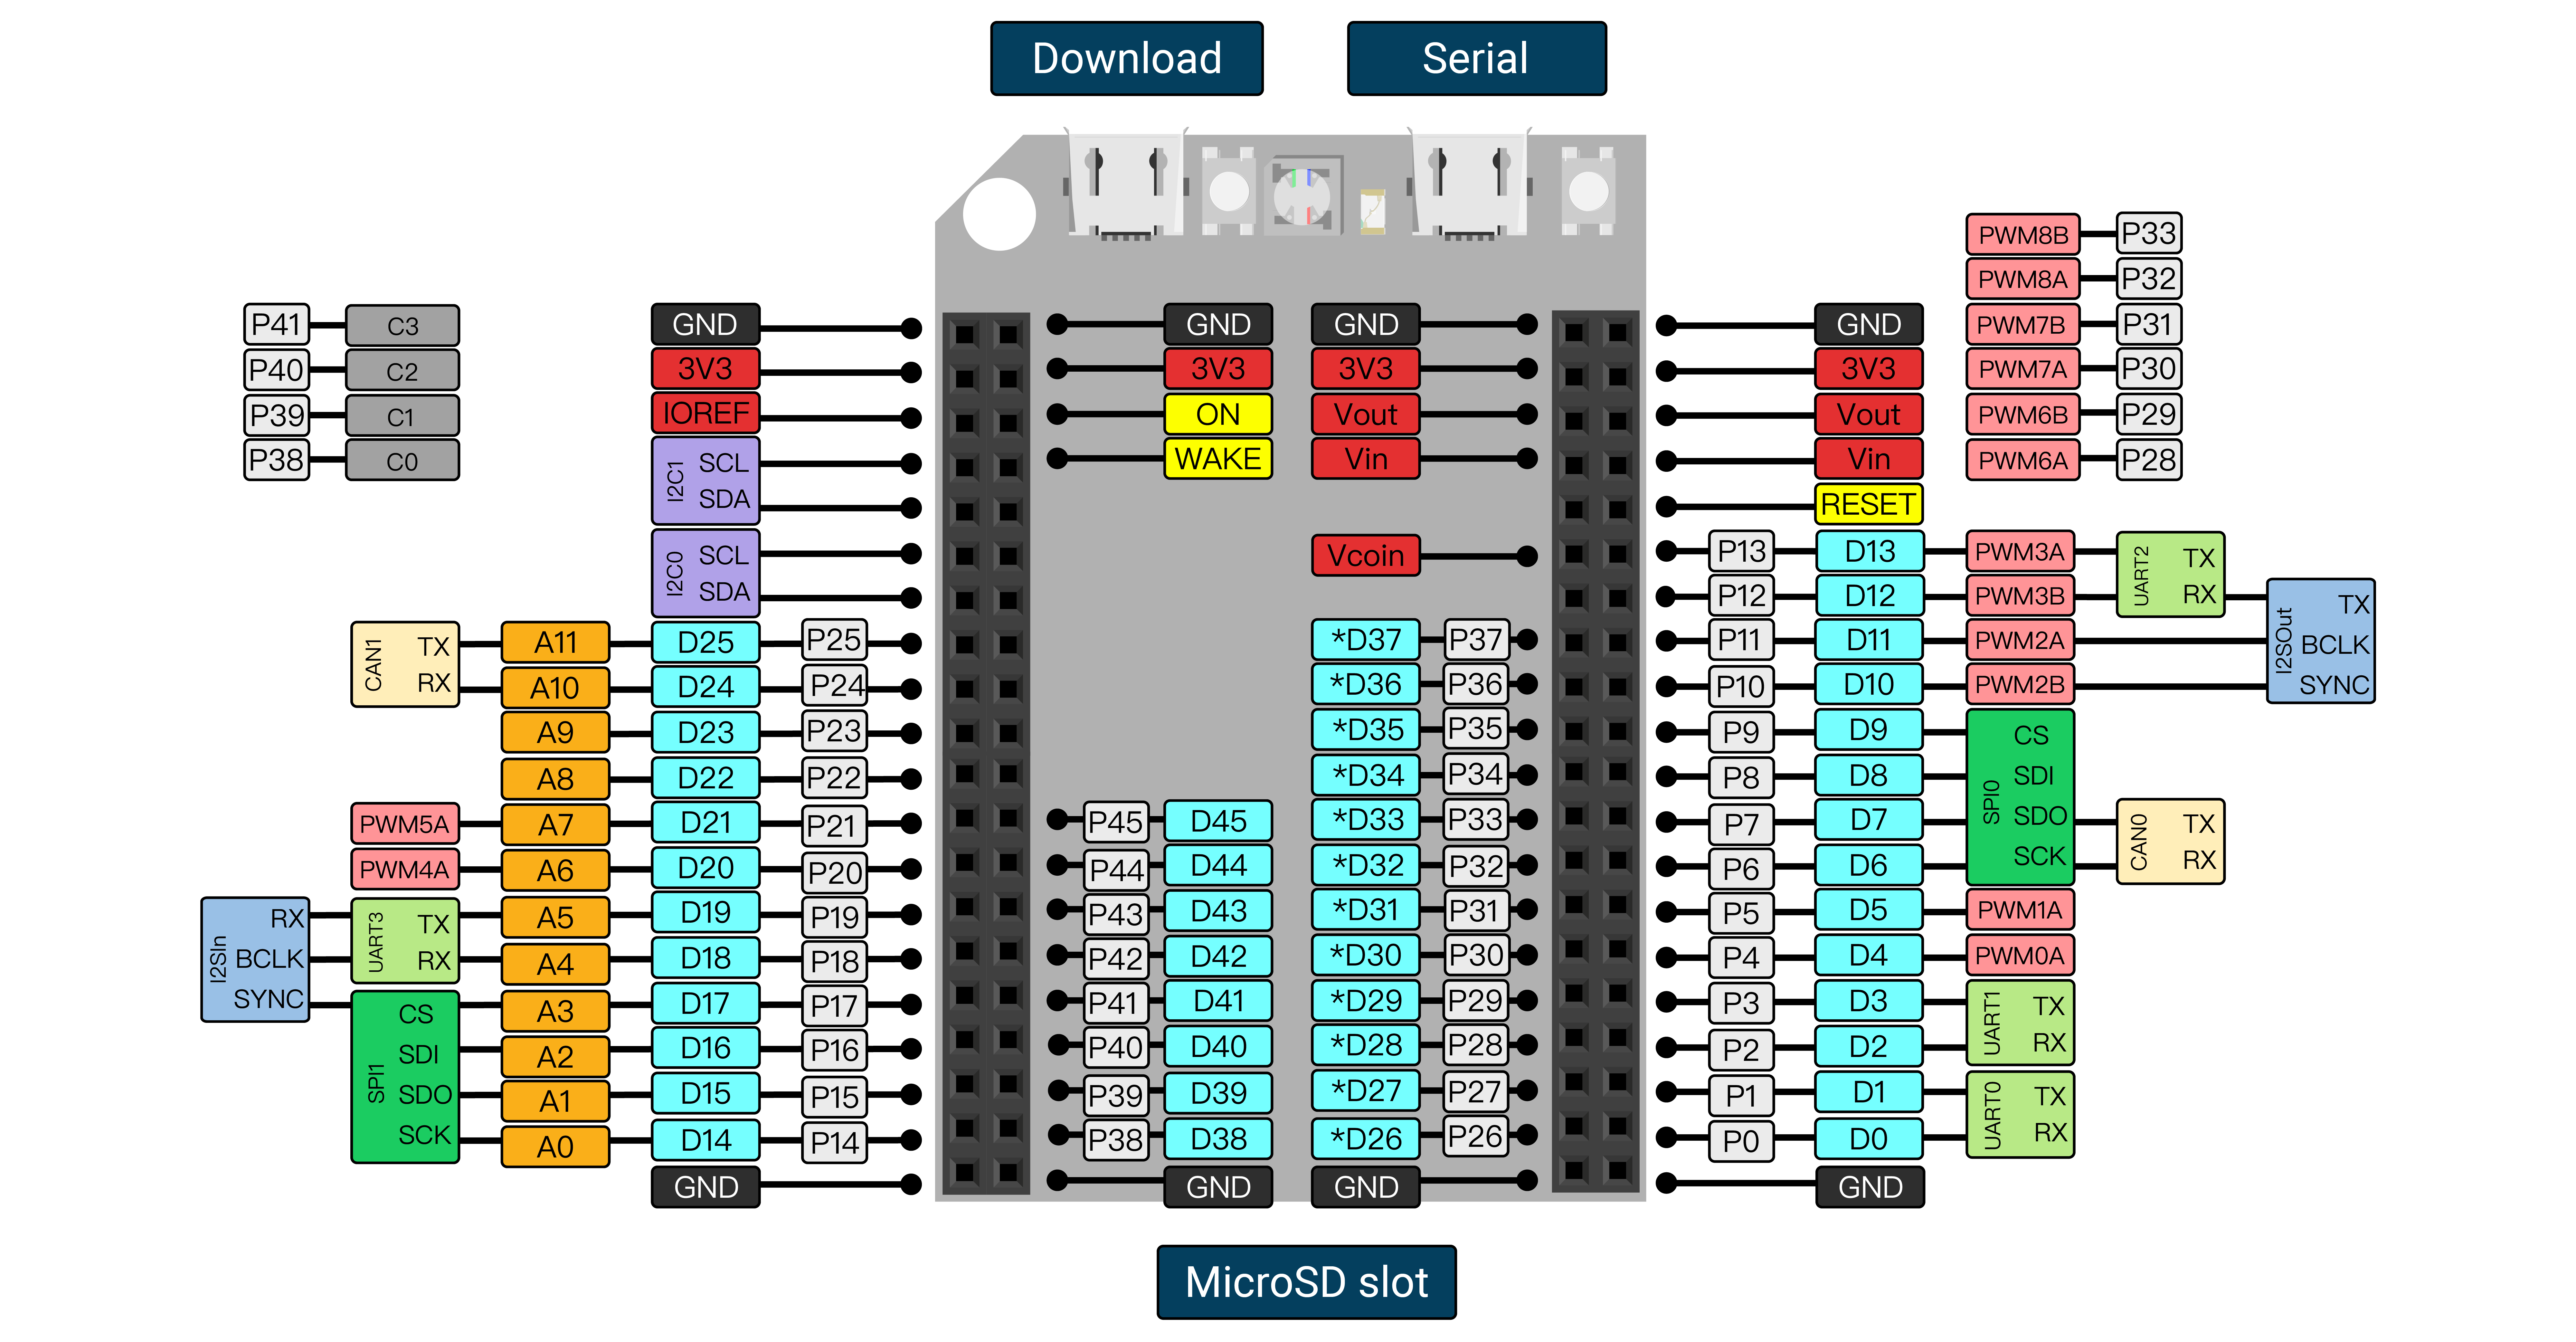 Download Serial
PWM8B P33
PWM8A P32
P41 C3 GND GND GND GND PWM7B P31
P40 C2 3V3 3V3 3V3 3V3 PWM7A P30
P39 C1 IOREF ON Vout Vout PWM6B P29
P38 C0 I2C1 SCL WAKE Vin Vin PWM6A P28
SDA RESET
I2C0 SCL Vcoin P13 D13 PWM3A UART2 TX
SDA P12 D12 PWM3B RX I2SOut TX
CAN1 TX A11 D25 P25 *D37 P37 P11 D11 PWM2A BCLK
RX A10 D24 P24 *D36 P36 P10 D10 PWM2B SYNC
A9 D23 P23 *D35 P35 P9 D9 SPI0 CS
A8 D22 P22 *D34 P34 P8 D8 SDI
PWM5A A7 D21 P21 P45 D45 *D33 P33 P7 D7 SDO CAN0 TX
PWM4A A6 D20 P20 P44 D44 *D32 P32 P6 D6 SCK RX
I2SIn RX UART3 TX A5 D19 P19 P43 D43 *D31 P31 P5 D5 PWM1A
BCLK RX A4 D18 P18 P42 D42 *D30 P30 P4 D4 PWM0A
SYNC SPI1 CS A3 D17 P17 P41 D41 *D29 P29 P3 D3 UART1 TX
SDI A2 D16 P16 P40 D40 *D28 P28 P2 D2 RX
SDO A1 D15 P15 P39 D39 *D27 P27 P1 D1 UART0 TX
SCK A0 D14 P14 P38 D38 *D26 P26 P0 D0 RX
GND GND GND GND
MicroSD slot